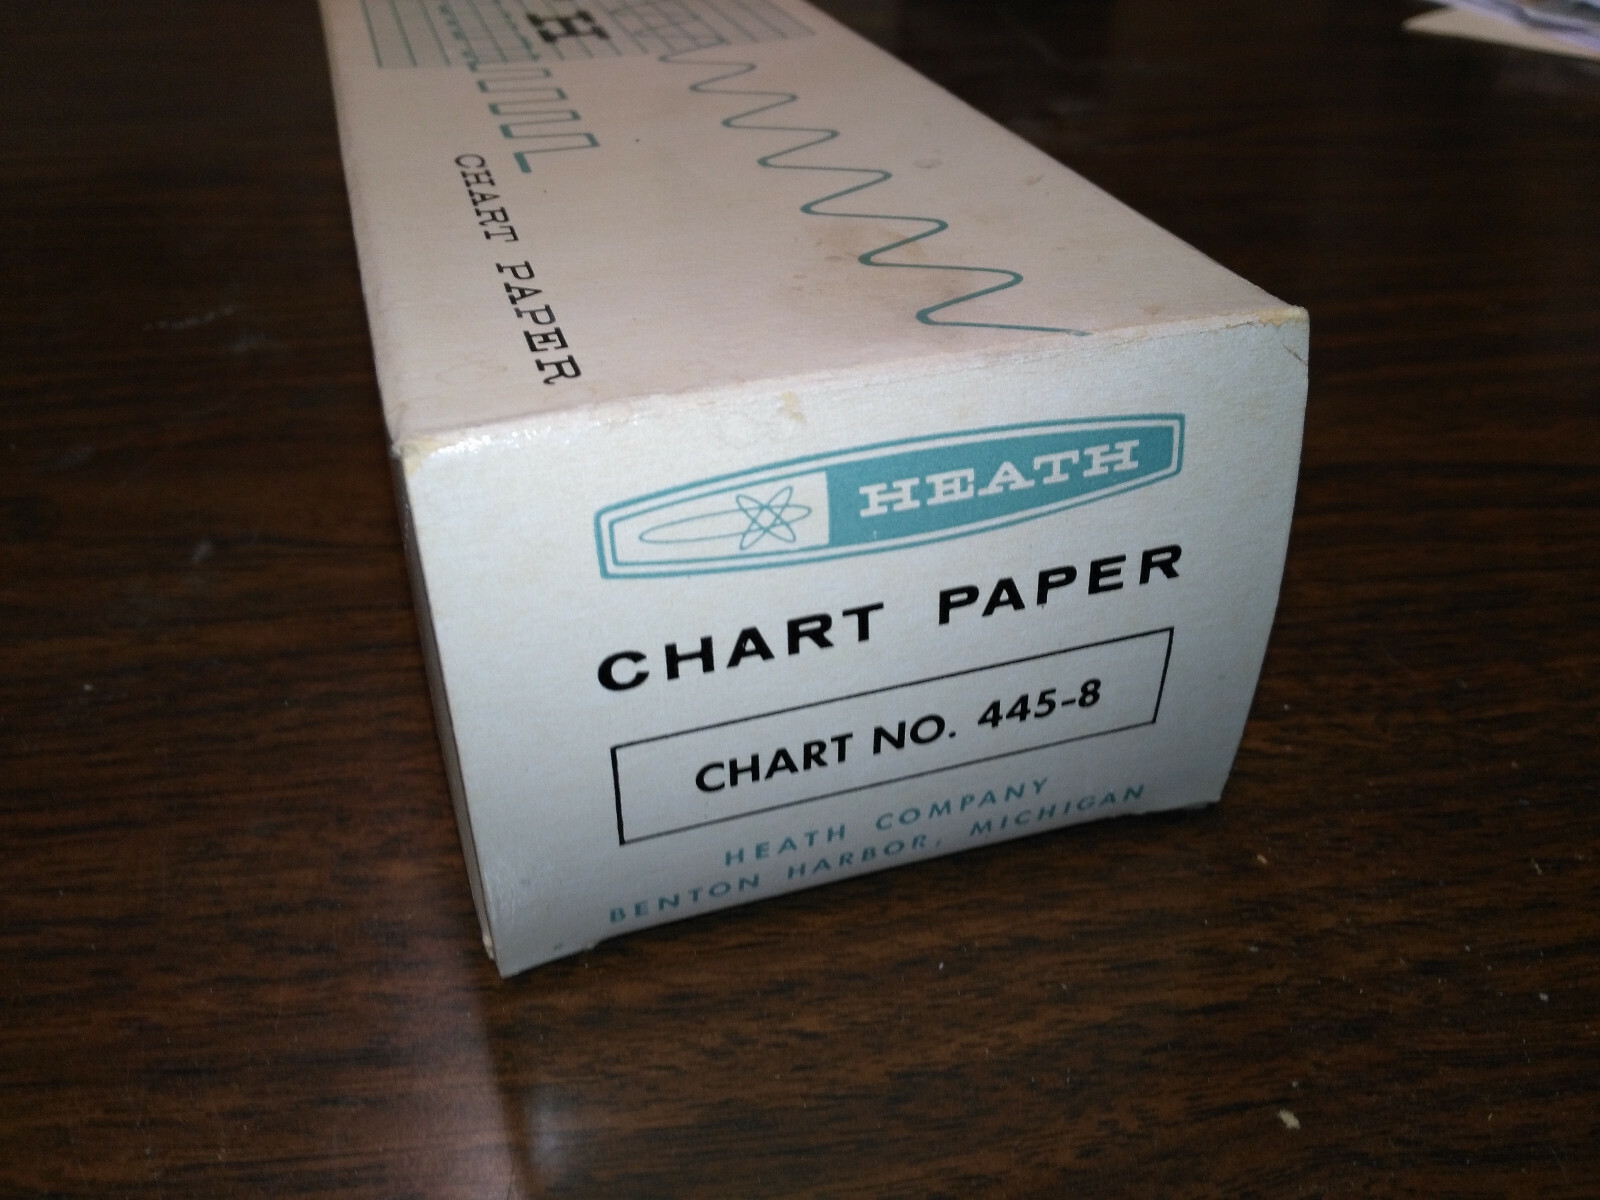 H
CHART PAPER
HEATH
CHART PAPER
CHART NO. 445-8
HEATH COMPANY
BENTON HARBOR, MICHIGAN